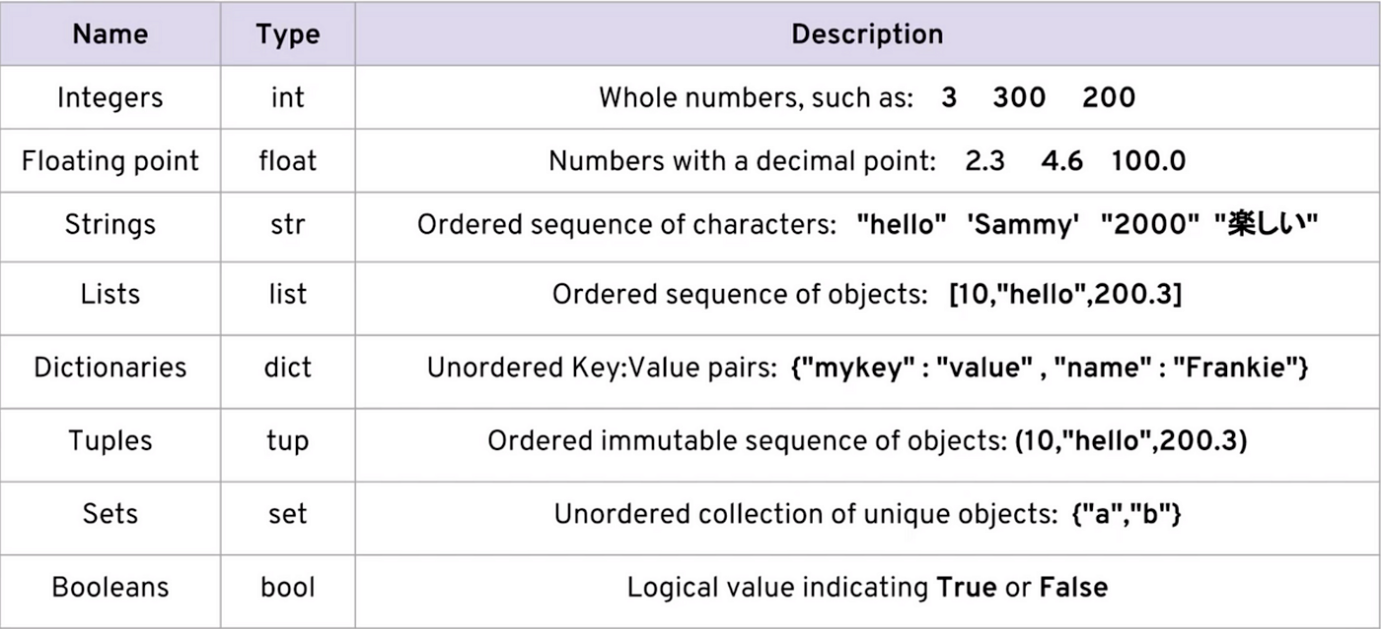 Name Type Description
Integers int Whole numbers, such as: 3 300 200
Floating point float Numbers with a decimal point: 2.3 4.6 100.0
Strings str Ordered sequence of characters: "hello" 'Sammy' "2000" "楽しい"
Lists list Ordered sequence of objects: [10,"hello",200.3]
Dictionaries dict Unordered Key:Value pairs: {"mykey" : "value" , "name" : "Frankie"}
Tuples tup Ordered immutable sequence of objects: (10,"hello",200.3)
Sets set Unordered collection of unique objects: {"a","b"}
Booleans bool Logical value indicating True or False